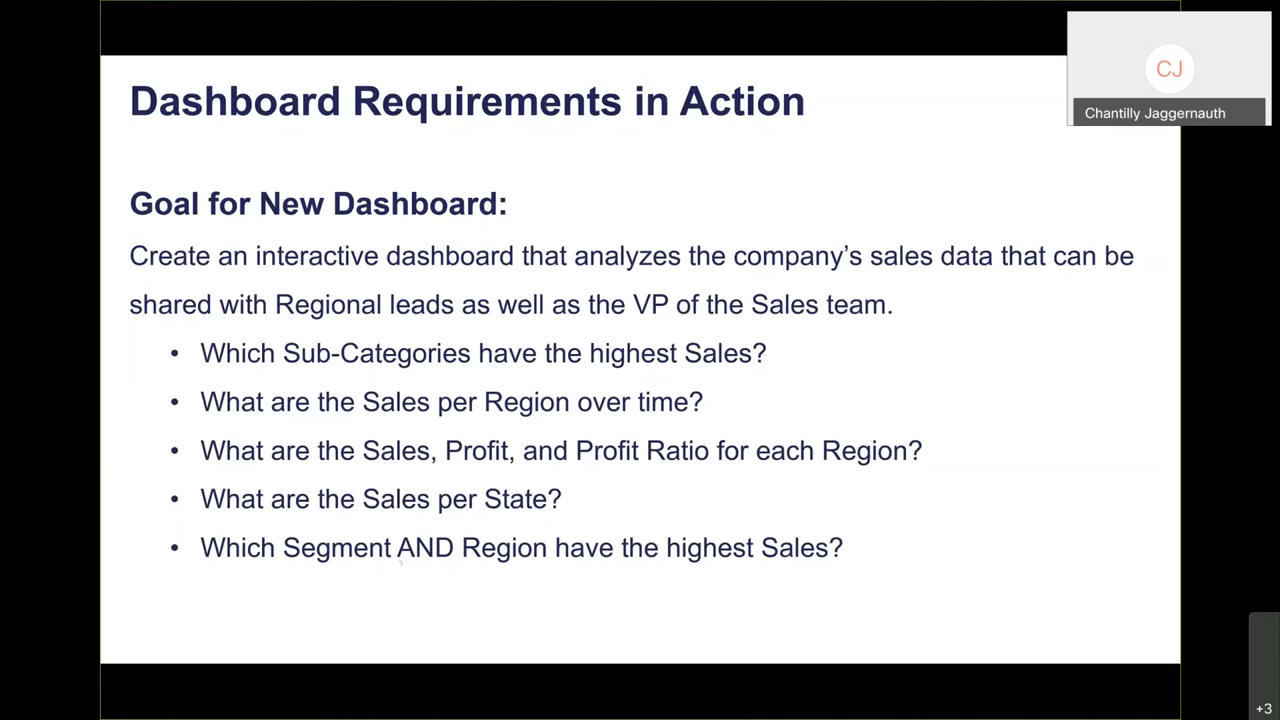 Dashboard Requirements in Action
CJ
Chantilly Jaggernauth
Goal for New Dashboard:
Create an interactive dashboard that analyzes the company’s sales data that can be
shared with Regional leads as well as the VP of the Sales team.
• Which Sub-Categories have the highest Sales?
• What are the Sales per Region over time?
• What are the Sales, Profit, and Profit Ratio for each Region?
• What are the Sales per State?
• Which Segment AND Region have the highest Sales?
+3